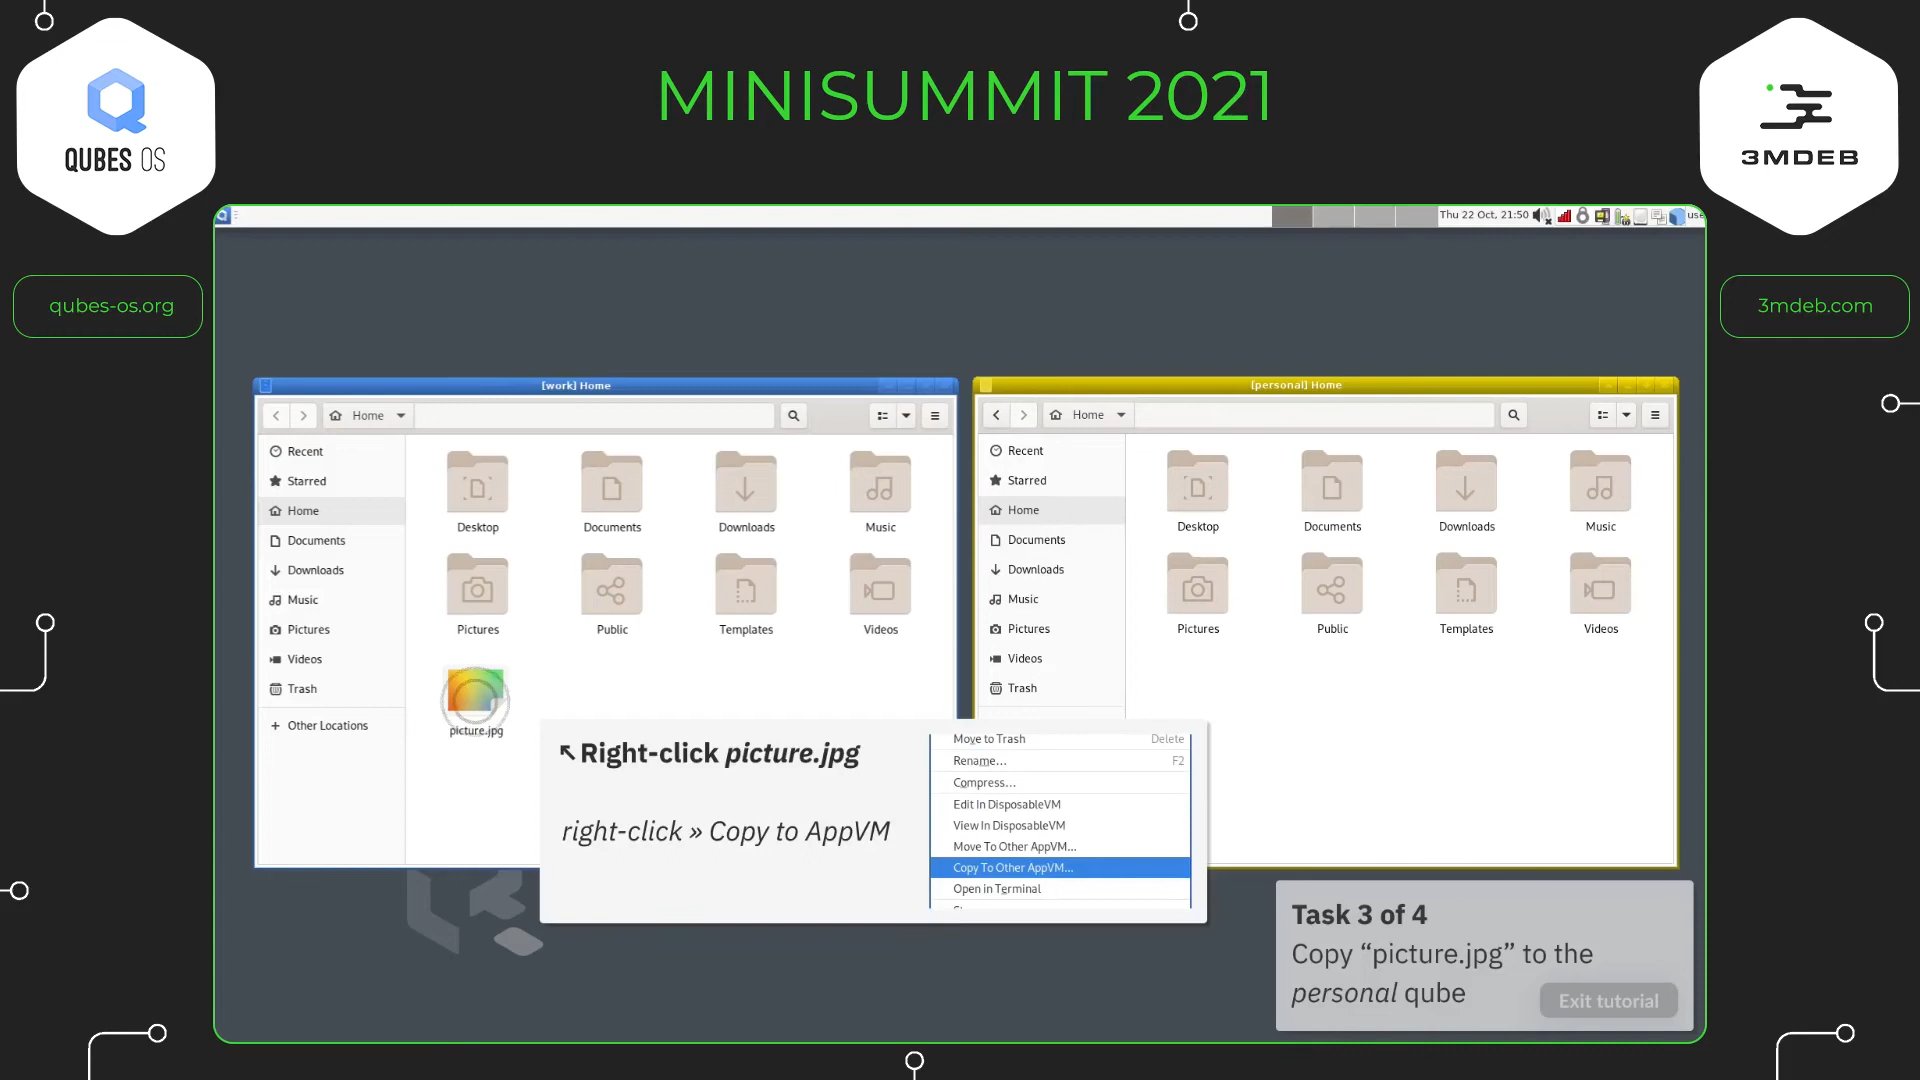 MINISUMMIT 2021
QUBES OS
3MDEB
qubes-os.org
3mdeb.com
Thu 22 Oct, 21:50
use
[work] Home
Home
Recent
Starred
Home
Documents
Downloads
Music
Pictures
Videos
Trash
Other Locations
Desktop
Documents
Downloads
Music
Pictures
Public
Templates
Videos
picture.jpg
[personal] Home
Home
Recent
Starred
Home
Documents
Downloads
Music
Pictures
Videos
Trash
Desktop
Documents
Downloads
Music
Pictures
Public
Templates
Videos
Right-click picture.jpg
right-click » Copy to AppVM
Move to Trash Delete
Rename... F2
Compress...
Edit In DisposableVM
View In DisposableVM
Move To Other AppVM...
Copy To Other AppVM...
Open in Terminal
Task 3 of 4
Copy “picture.jpg” to the
personal qube
Exit tutorial